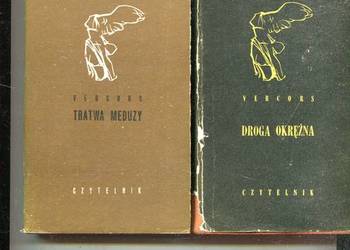 VERCORS
TRATWA MEDUZY
CZYTELNIK
VERCORS
DROGA OKRĘŻNA
CZYTELNIK